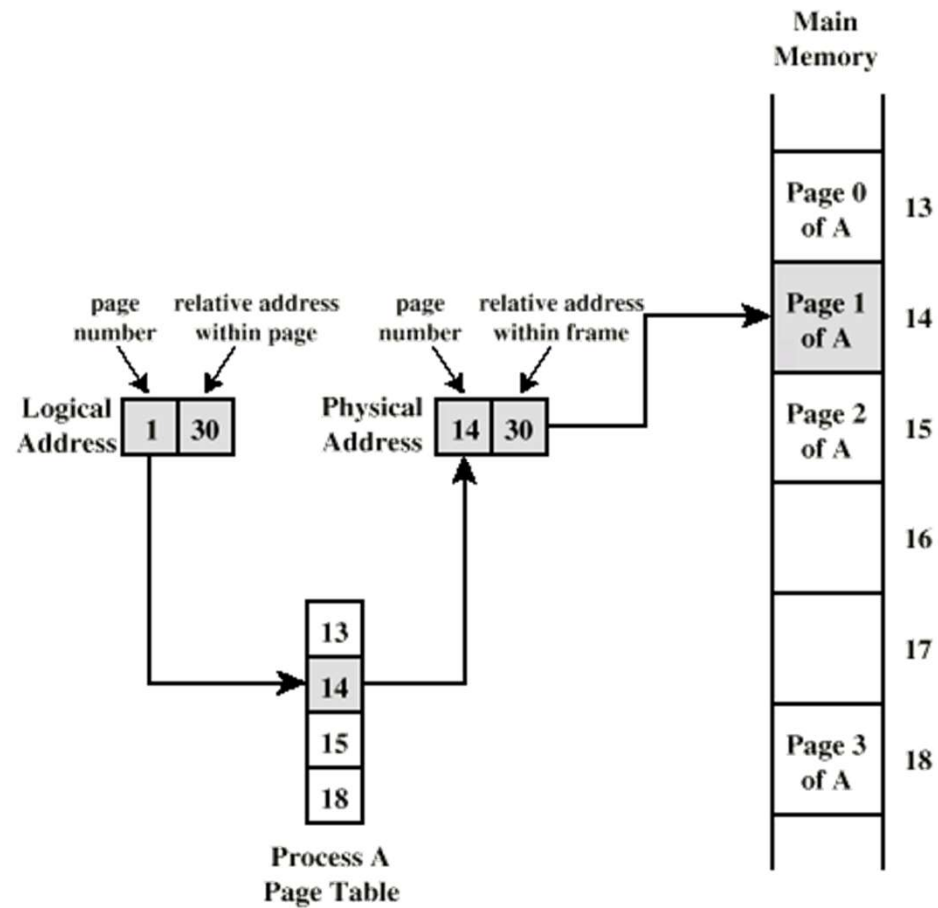 Main
Memory
Page 0
of A
13
page
number
relative address
within page
page
number
relative address
within frame
Page 1
of A
14
Logical
Address
1
30
Physical
Address
14
30
Page 2
of A
15
16
13
14
15
18
17
Page 3
of A
18
Process A
Page Table